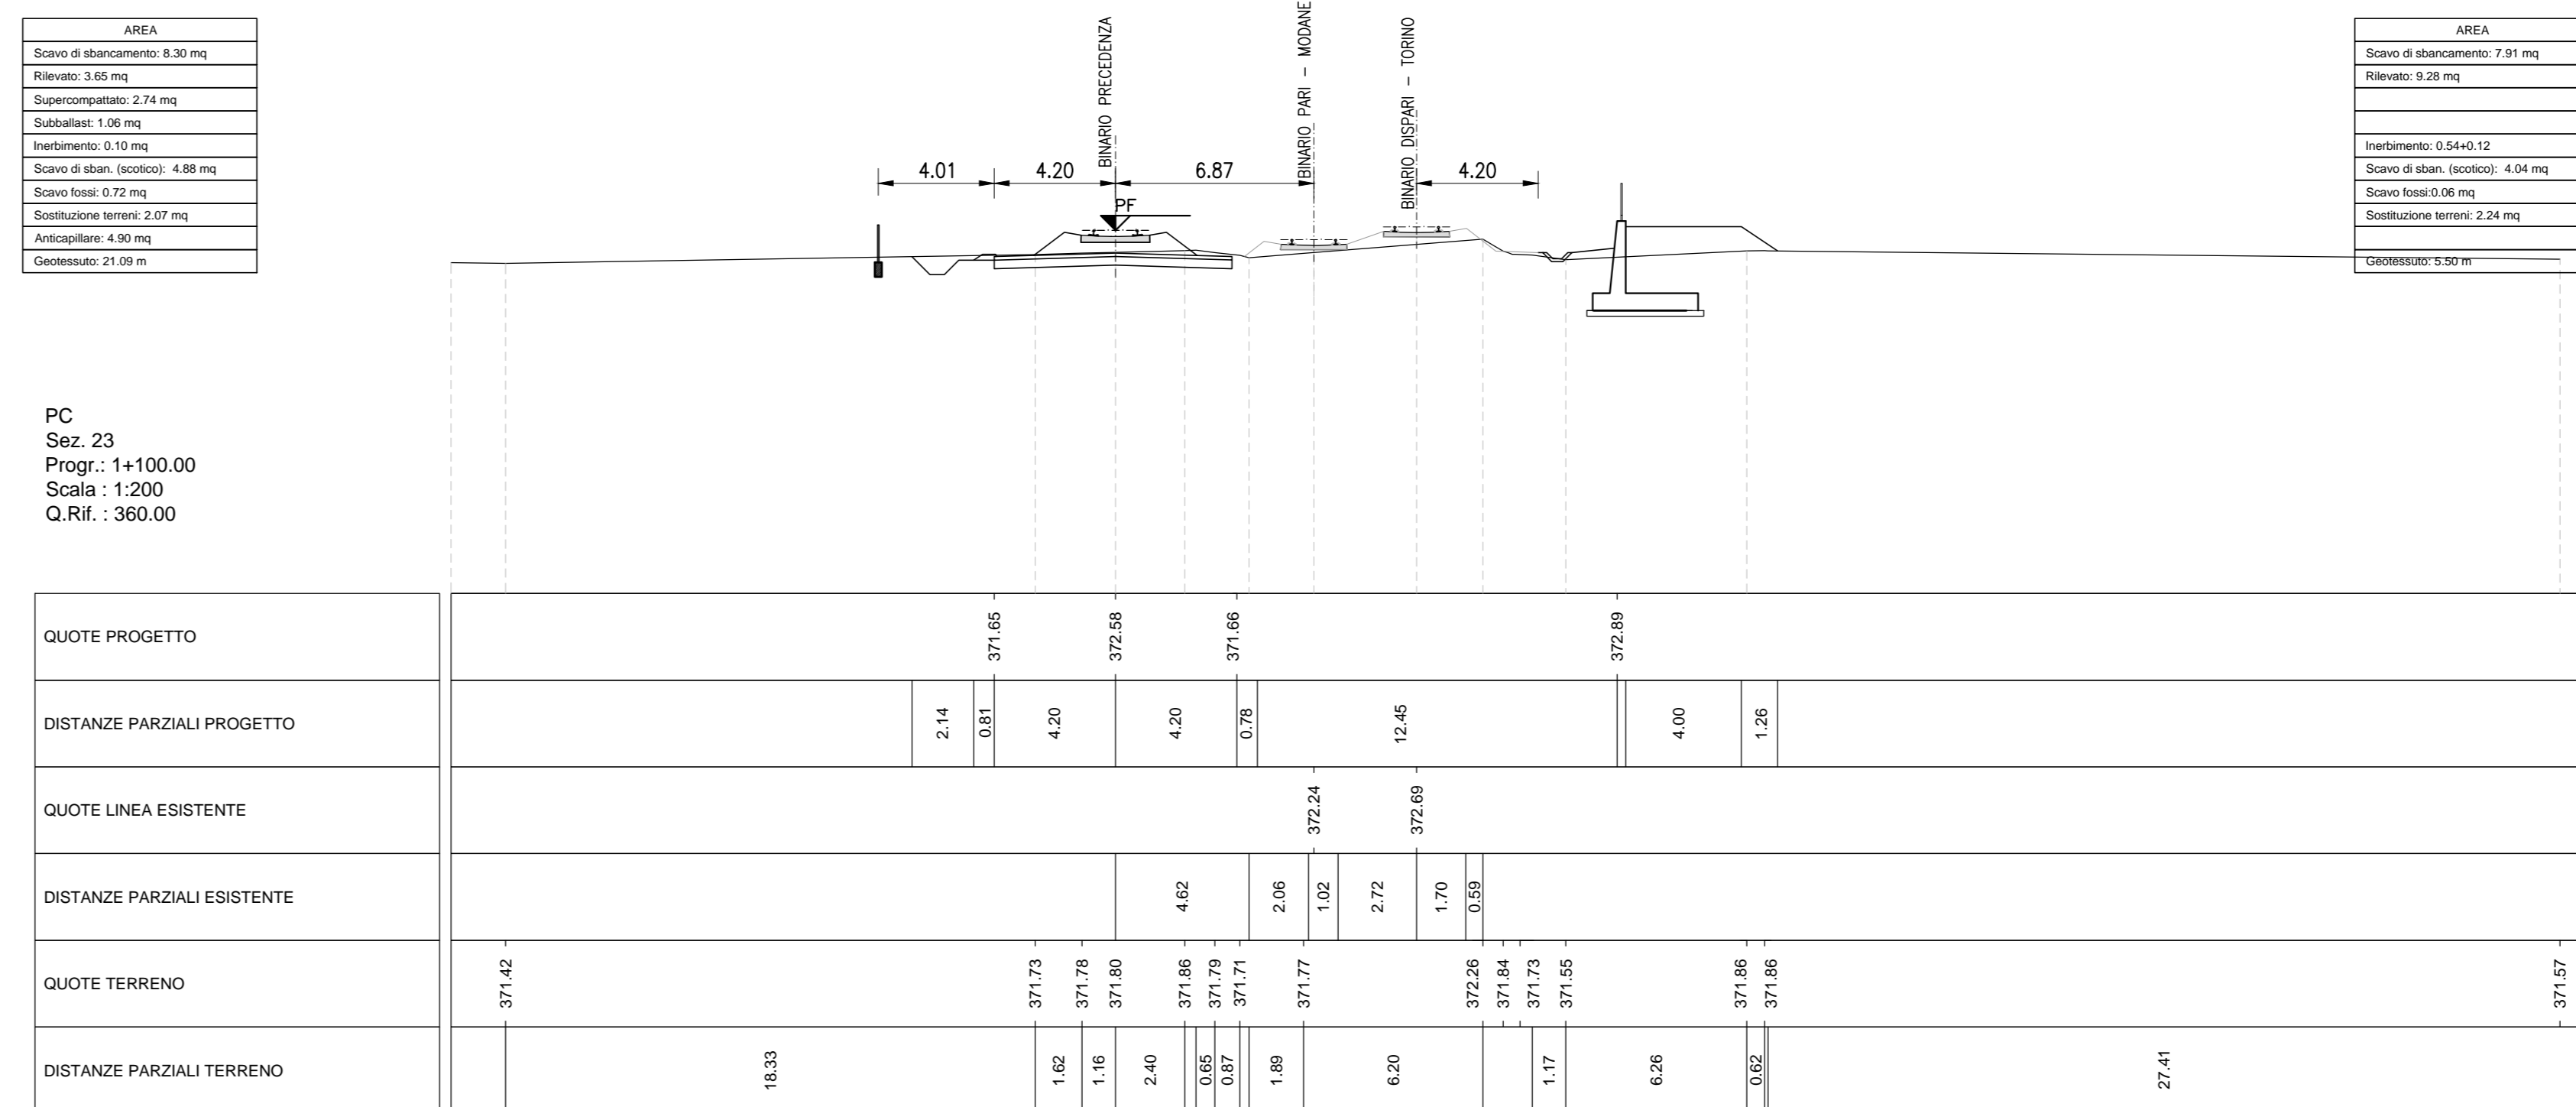 AREA
Scavo di sbancamento: 8.30 mq
Rilevato: 3.65 mq
Supercompattato: 2.74 mq
Subballast: 1.06 mq
Inerbimento: 0.10 mq
Scavo di sban. (scotico): 4.88 mq
Scavo fossi: 0.72 mq
Sostituzione terreni: 2.07 mq
Anticapillare: 4.90 mq
Geotessuto: 21.09 m
BINARIO PRECEDENZA
BINARIO PARI - MODANE
BINARIO DISPARI - TORINO
4.01
4.20
6.87
4.20
PF
AREA
Scavo di sbancamento: 7.91 mq
Rilevato: 9.28 mq
Inerbimento: 0.54+0.12
Scavo di sban. (scotico): 4.04 mq
Scavo fossi:0.06 mq
Sostituzione terreni: 2.24 mq
Geotessuto: 5.50 m
PC
Sez. 23
Progr.: 1+100.00
Scala : 1:200
Q.Rif. : 360.00
QUOTE PROGETTO
371.65
372.58
371.66
372.89
DISTANZE PARZIALI PROGETTO
2.14
0.81
4.20
4.20
0.78
12.45
4.00
1.26
QUOTE LINEA ESISTENTE
372.24
372.69
DISTANZE PARZIALI ESISTENTE
4.62
2.06
1.02
2.72
1.70
0.59
QUOTE TERRENO
371.42
371.73
371.78
371.80
371.86
371.79
371.71
371.77
372.26
371.84
371.73
371.55
371.86
371.86
371.57
DISTANZE PARZIALI TERRENO
18.33
1.62
1.16
2.40
0.65
0.87
1.89
6.20
1.17
6.26
0.62
27.41